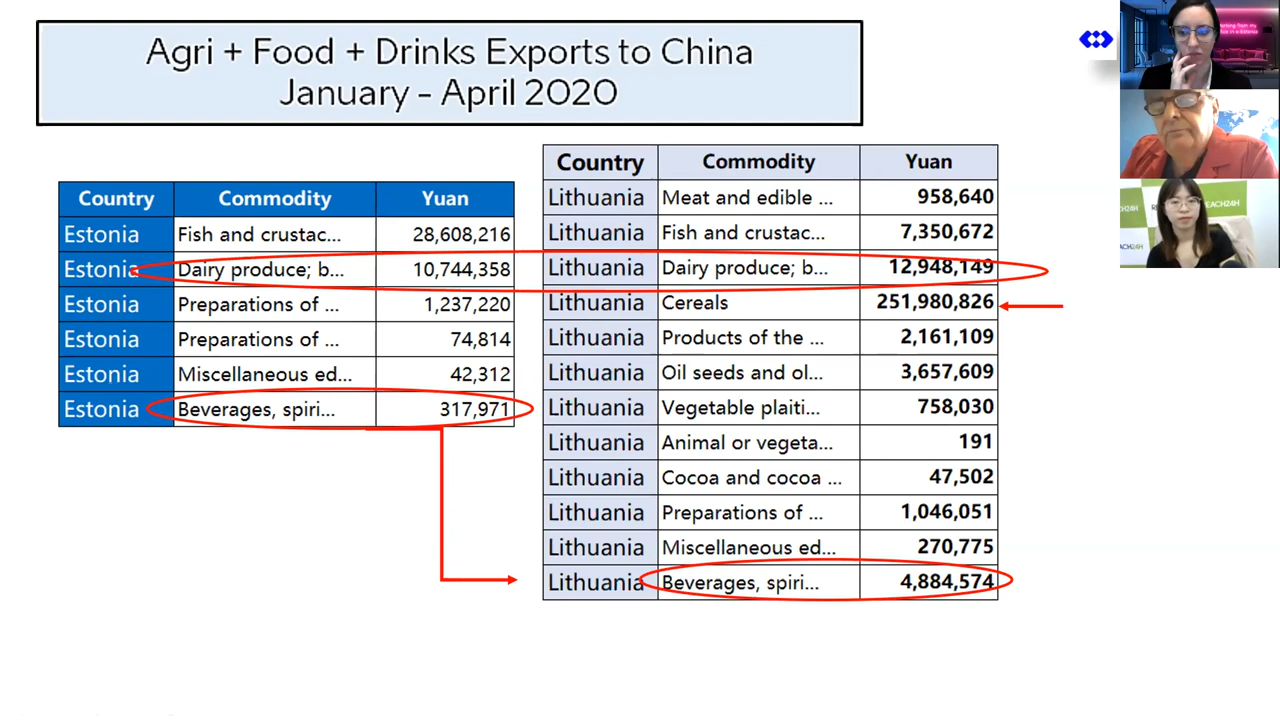 Agri + Food + Drinks Exports to China
January – April 2020
Country Commodity Yuan
Estonia Fish and crustac... 28,608,216
Estonia Dairy produce; b... 10,744,358
Estonia Preparations of ... 1,237,220
Estonia Preparations of ... 74,814
Estonia Miscellaneous ed... 42,312
Estonia Beverages, spiri... 317,971
Country Commodity Yuan
Lithuania Meat and edible ... 958,640
Lithuania Fish and crustac... 7,350,672
Lithuania Dairy produce; b... 12,948,149
Lithuania Cereals 251,980,826
Lithuania Products of the ... 2,161,109
Lithuania Oil seeds and ol... 3,657,609
Lithuania Vegetable plaiti... 758,030
Lithuania Animal or vegeta... 191
Lithuania Cocoa and cocoa ... 47,502
Lithuania Preparations of ... 1,046,051
Lithuania Miscellaneous ed... 270,775
Lithuania Beverages, spiri... 4,884,574
EACH24H
ACH24H